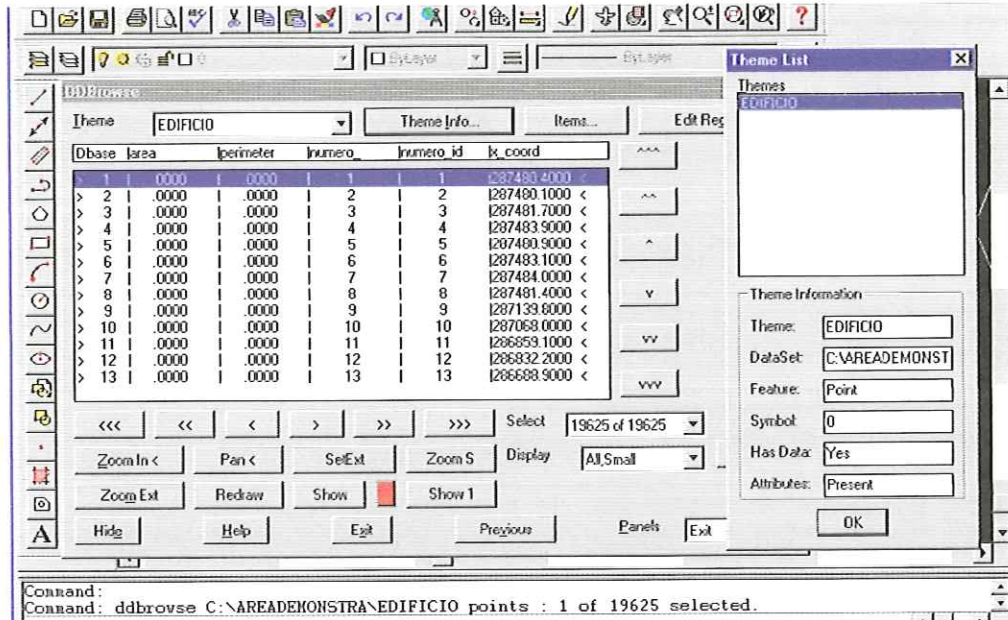 ByLayer
ByLayer
DDBrowse
Theme List
Theme
EDIFICIO
Theme Info...
Items...
Edit Reg
Themes
EDIFICIO
Dbase |area |perimeter |numero_ |numero_id |x_coord
> 1 | .0000 | .0000 | 1 | 1 |287480.4000 <
> 2 | .0000 | .0000 | 2 | 2 |287480.1000 <
> 3 | .0000 | .0000 | 3 | 3 |287481.7000 <
> 4 | .0000 | .0000 | 4 | 4 |287483.9000 <
> 5 | .0000 | .0000 | 5 | 5 |287480.9000 <
> 6 | .0000 | .0000 | 6 | 6 |287483.1000 <
> 7 | .0000 | .0000 | 7 | 7 |287484.0000 <
> 8 | .0000 | .0000 | 8 | 8 |287481.4000 <
> 9 | .0000 | .0000 | 9 | 9 |287139.8000 <
> 10 | .0000 | .0000 | 10 | 10 |287068.0000 <
> 11 | .0000 | .0000 | 11 | 11 |286859.1000 <
> 12 | .0000 | .0000 | 12 | 12 |286832.2000 <
> 13 | .0000 | .0000 | 13 | 13 |286688.9000 <
^^^
^^
^
v
vv
vvv
<<< << < > >> >>>
Select 19625 of 19625
Zoom In < Pan < SelExt Zoom S
Display All,Small
Zoom Ext Redraw Show Show 1
Hide Help Exit Previous
Panels Exit
Theme Information
Theme: EDIFICIO
DataSet: C:\AREADEMONST
Feature: Point
Symbol: 0
Has Data: Yes
Attributes: Present
OK
A
Command:
Command: ddbrowse C:\AREADEMONSTRA\EDIFICIO points : 1 of 19625 selected.